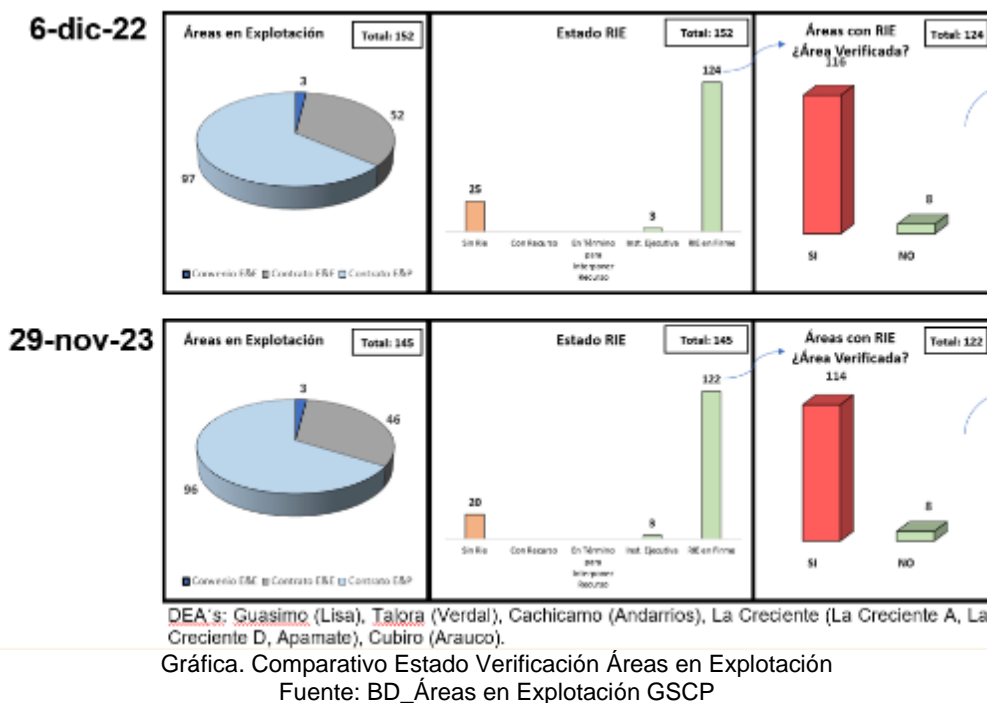 6-dic-22
Áreas en Explotación
Total: 152
3
52
97
Convenio E&E Contrato E&E Contrato E&P
Estado RIE
Total: 152
25
3
124
Sin Rie
Con Recurso
En Término
para
Interponer
Recurso
Inst. Ejecutiva
RIE en Firme
Áreas con RIE
¿Área Verificada?
Total: 124
116
8
SI
NO
29-nov-23
Áreas en Explotación
Total: 145
3
46
96
Convenio E&E Contrato E&E Contrato E&P
Estado RIE
Total: 145
20
3
122
Sin Rie
Con Recurso
En Término
para
Interponer
Recurso
Inst. Ejecutiva
RIE en Firme
Áreas con RIE
¿Área Verificada?
Total: 122
114
8
SI
NO
DEA´s: Guasimo (Lisa), Talora (Verdal), Cachicamo (Andarrios), La Creciente (La Creciente A, La
Creciente D, Apamate), Cubiro (Arauco).
Gráfica. Comparativo Estado Verificación Áreas en Explotación
Fuente: BD_Áreas en Explotación GSCP